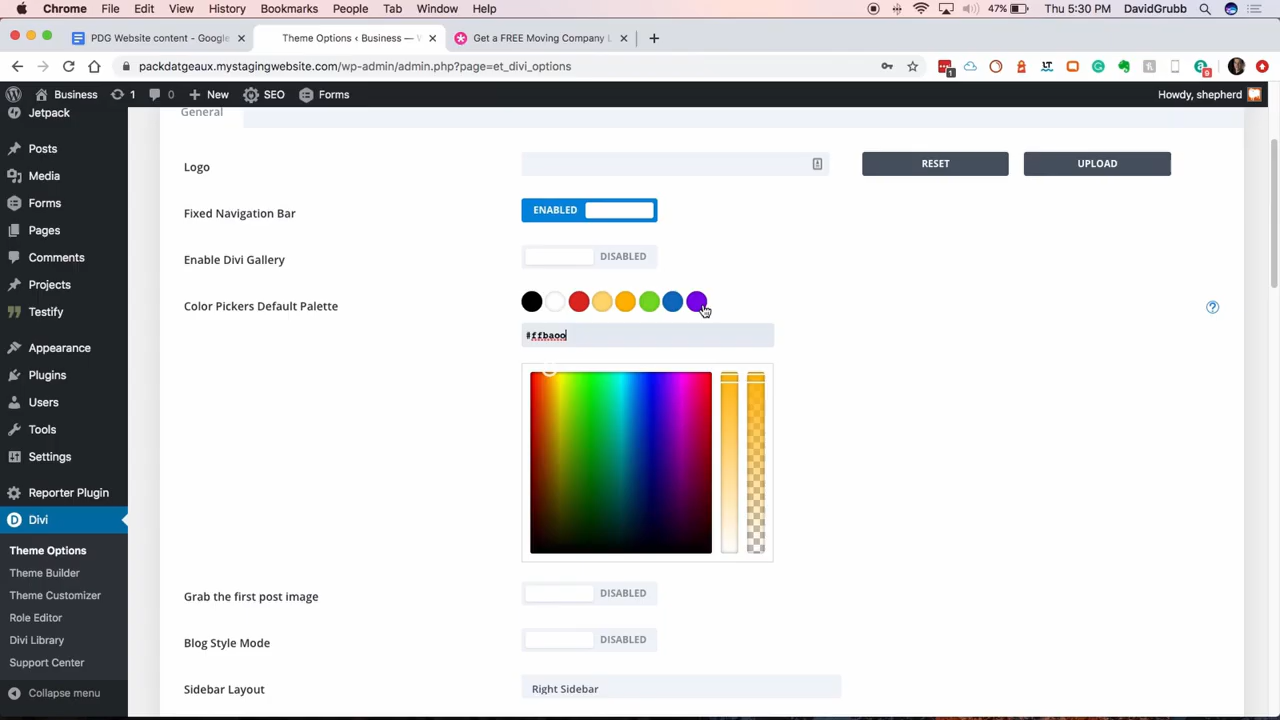 Chrome File Edit View History Bookmarks People Tab Window Help 47% Thu 5:30 PM DavidGrubb
PDG Website content - Google Theme Options ‹ Business — W Get a FREE Moving Company L
packdatgeaux.mystagingwebsite.com/wp-admin/admin.php?page=et_divi_options
Business 1 0 New SEO Forms Howdy, shepherd
Jetpack
Posts
Media
Forms
Pages
Comments
Projects
Testify
Appearance
Plugins
Users
Tools
Settings
Reporter Plugin
Divi
Theme Options
Theme Builder
Theme Customizer
Role Editor
Divi Library
Support Center
Collapse menu
General
Logo RESET UPLOAD
Fixed Navigation Bar ENABLED
Enable Divi Gallery DISABLED
Color Pickers Default Palette
#ffbaoo
Grab the first post image DISABLED
Blog Style Mode DISABLED
Sidebar Layout Right Sidebar